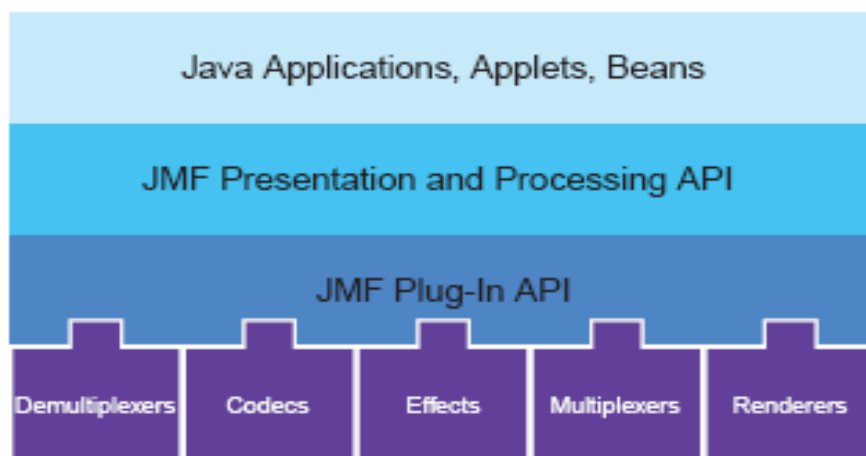 Java Applications, Applets, Beans
JMF Presentation and Processing API
JMF Plug-In API
Demultiplexers
Codecs
Effects
Multiplexers
Renderers